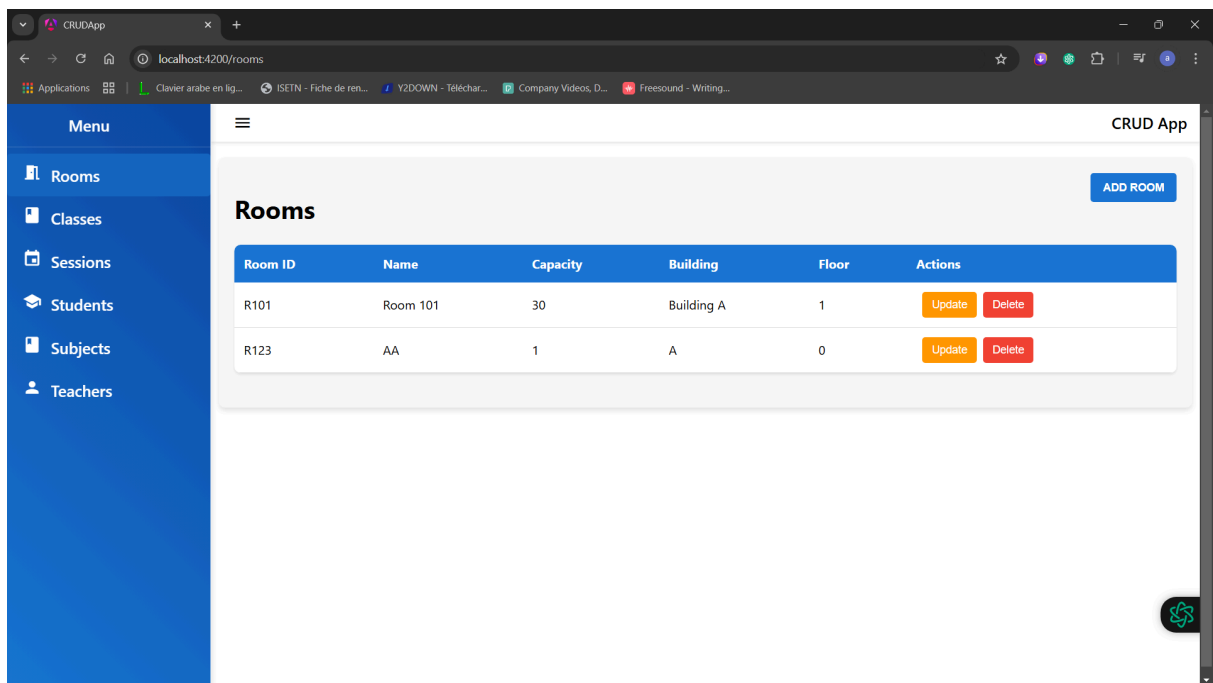 CRUDApp
localhost:4200/rooms
a
Applications
Clavier arabe en lig...
ISETN - Fiche de ren...
Y2DOWN - Téléchar...
Company Videos, D...
Freesound - Writing...
Menu
CRUD App
Rooms
Classes
Sessions
Students
Subjects
Teachers
ADD ROOM
Rooms
Room ID Name Capacity Building Floor Actions
R101 Room 101 30 Building A 1 Update Delete
R123 AA 1 A 0 Update Delete